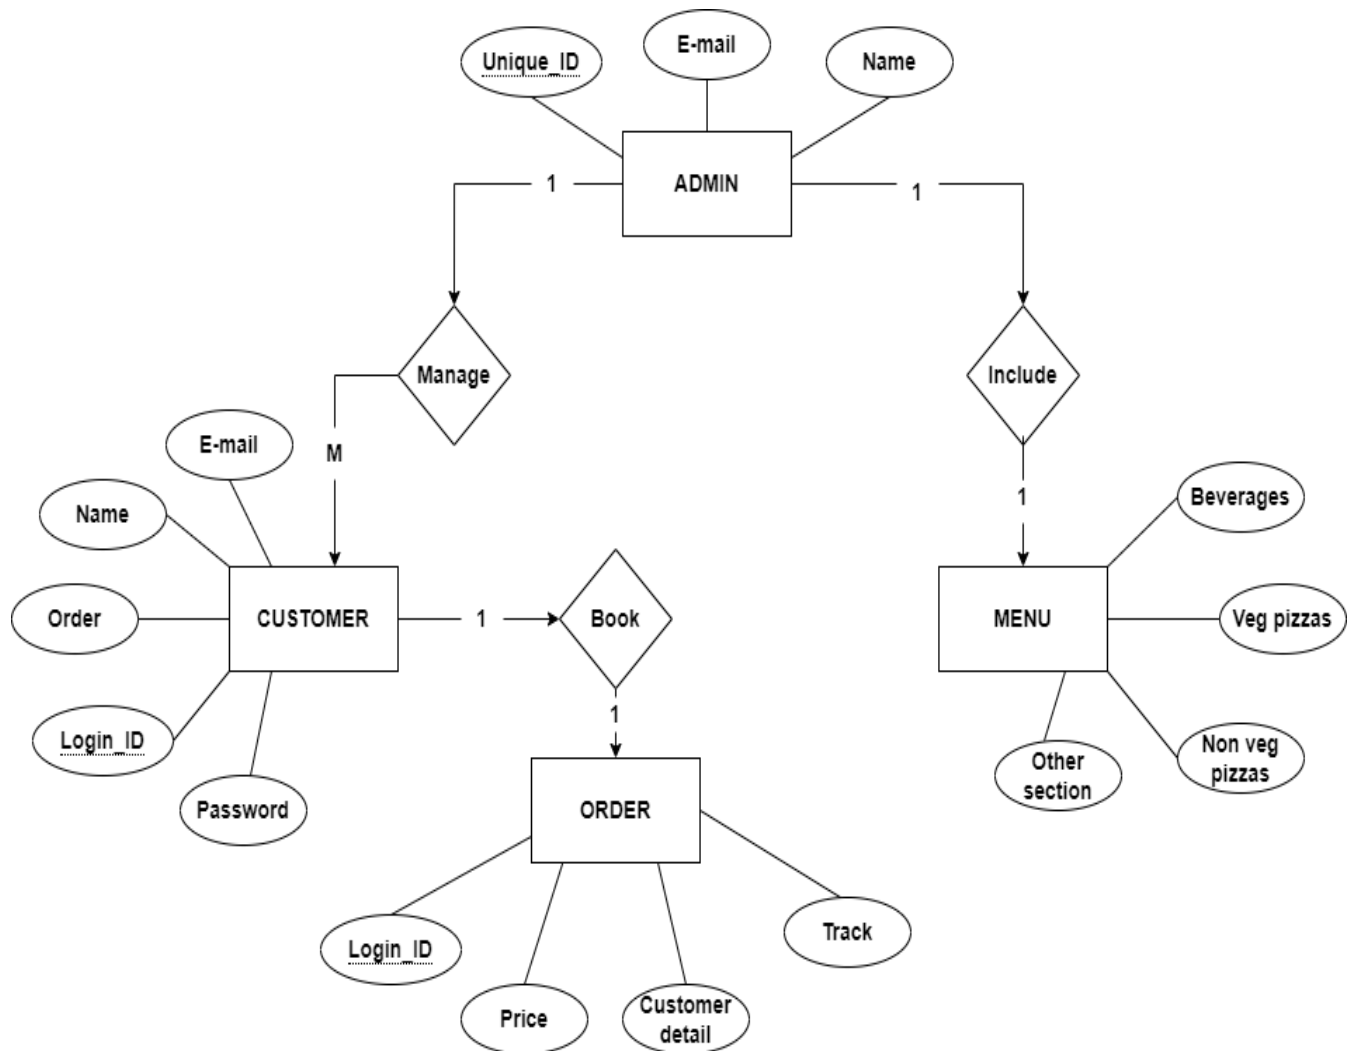 E-mail
Unique_ID
Name
ADMIN
1
1
Manage
Include
E-mail
M
Name
1
Beverages
Order
CUSTOMER
1
Book
MENU
Veg pizzas
Login_ID
1
Other
section
Non veg
pizzas
Password
ORDER
Login_ID
Track
Price
Customer
detail